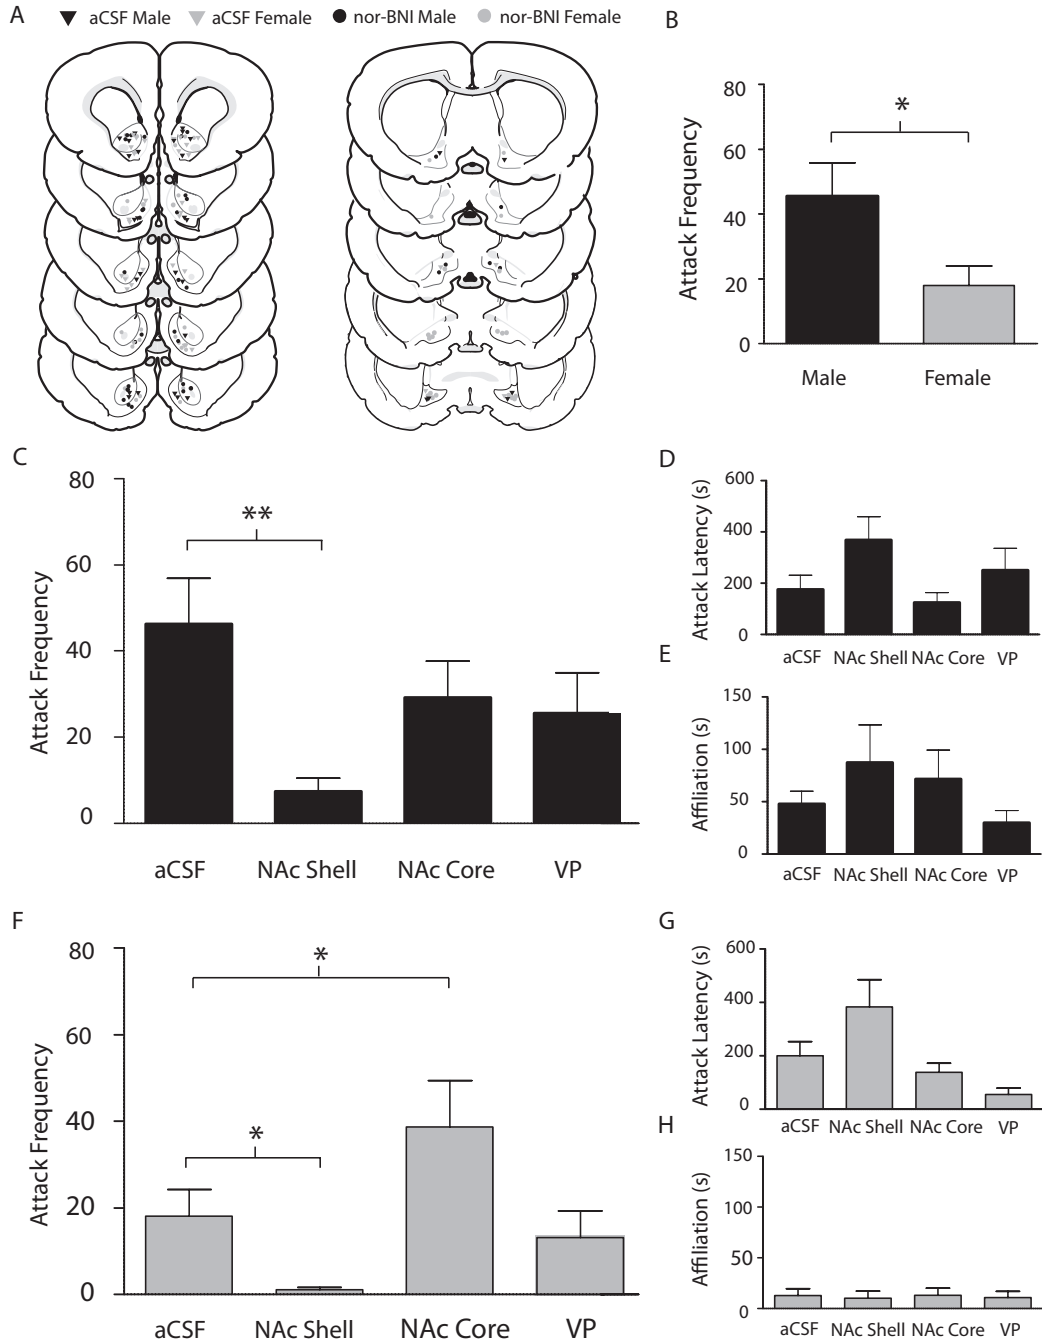 A
aCSF Male aCSF Female nor-BNI Male nor-BNI Female
B
Attack Frequency
80
60
40
20
0
*
Male Female
C
Attack Frequency
80
60
40
20
0
**
aCSF NAc Shell NAc Core VP
D
Attack Latency (s)
600
400
200
0
aCSF NAc Shell NAc Core VP
E
Affiliation (s)
150
100
50
0
aCSF NAc Shell NAc Core VP
F
Attack Frequency
80
60
40
20
0
*
*
aCSF NAc Shell NAc Core VP
G
Attack Latency (s)
600
400
200
0
aCSF NAc Shell NAc Core VP
H
Affiliation (s)
150
100
50
0
aCSF NAc Shell NAc Core VP